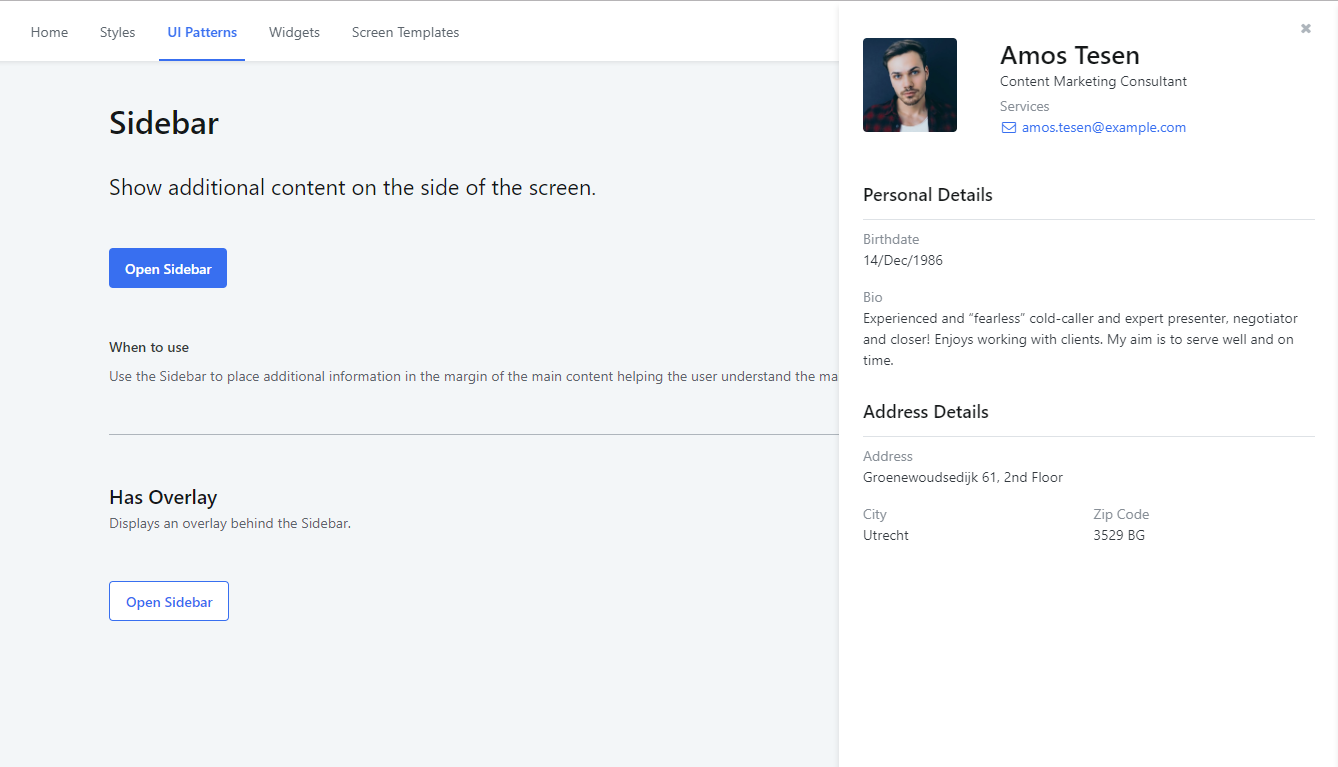 Home Styles UI Patterns Widgets Screen Templates
Sidebar
Show additional content on the side of the screen.
Open Sidebar
When to use
Use the Sidebar to place additional information in the margin of the main content helping the user understand the ma
Has Overlay
Displays an overlay behind the Sidebar.
Open Sidebar
Amos Tesen
Content Marketing Consultant
Services
amos.tesen@example.com
Personal Details
Birthdate
14/Dec/1986
Bio
Experienced and “fearless” cold-caller and expert presenter, negotiator
and closer! Enjoys working with clients. My aim is to serve well and on
time.
Address Details
Address
Groenewoudsedijk 61, 2nd Floor
City Zip Code
Utrecht 3529 BG